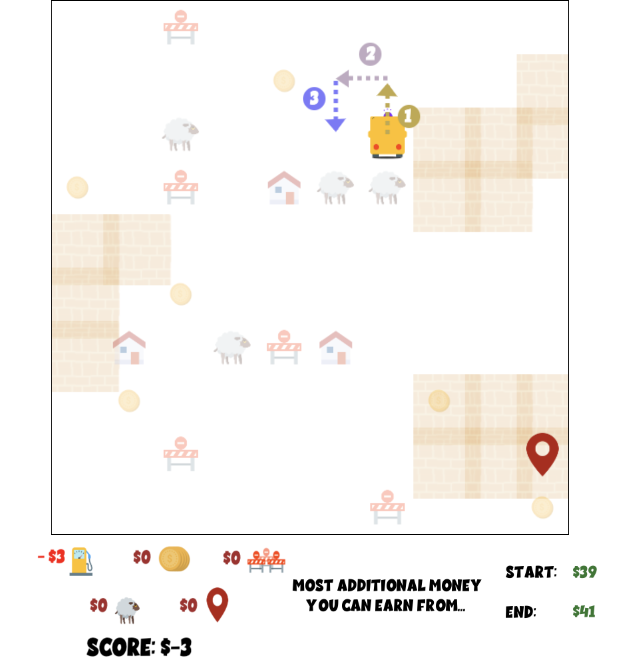 2
3
1
- $3
$0
$0
$0
$0
SCORE: $-3
MOST ADDITIONAL MONEY
YOU CAN EARN FROM...
START: $39
END: $41